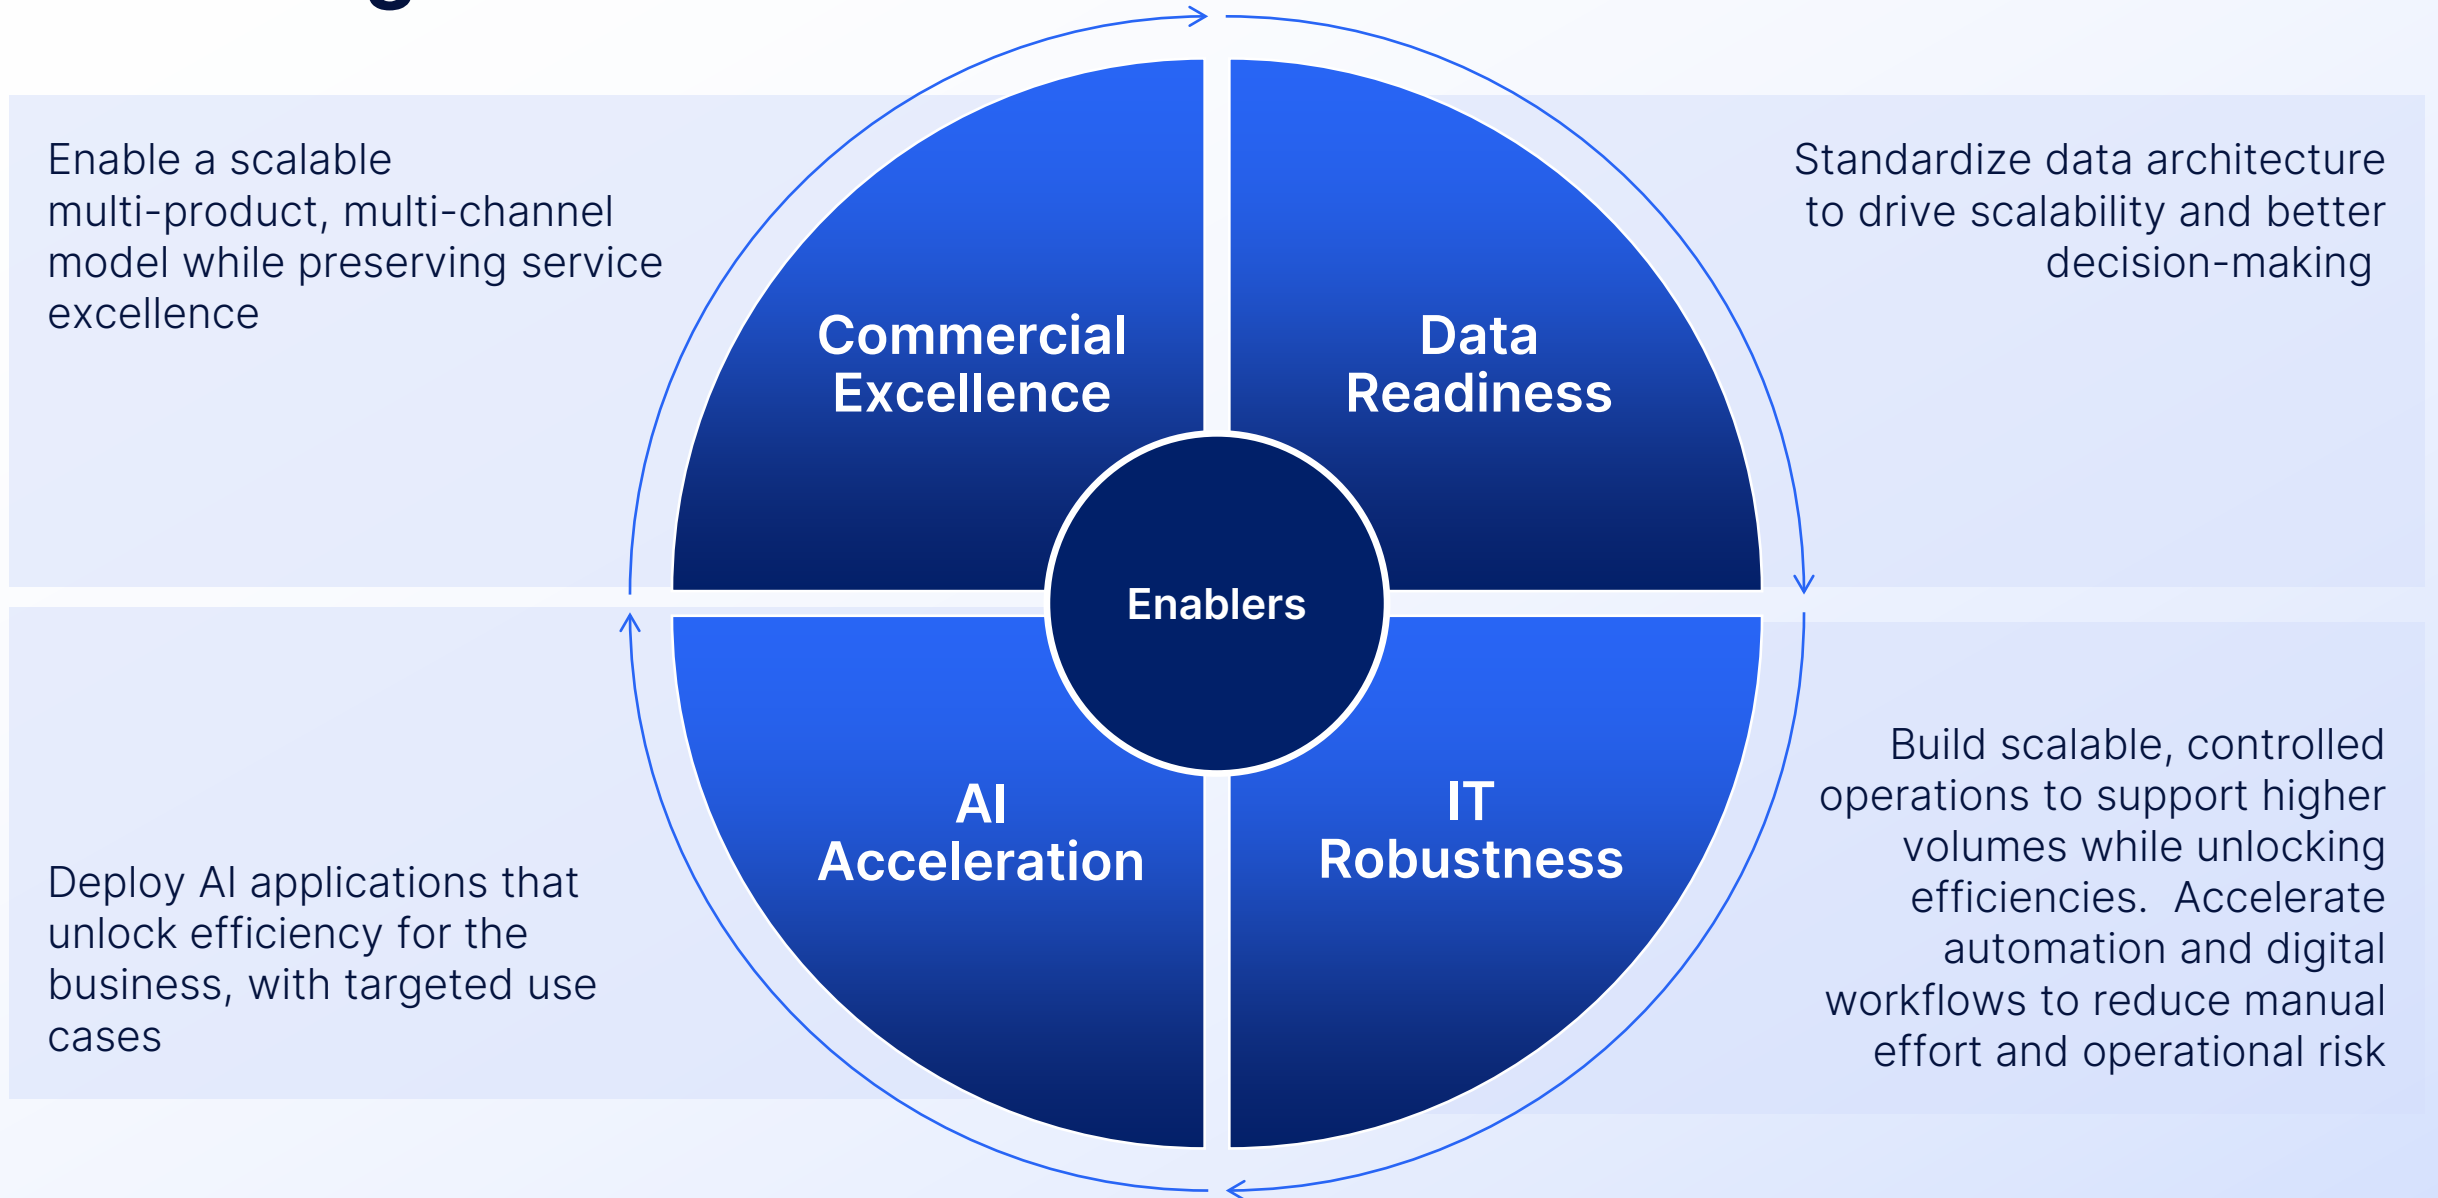 Enable a scalable
multi-product, multi-channel
model while preserving service
excellence
Commercial
Excellence
Data
Readiness
Standardize data architecture
to drive scalability and better
decision-making
Enablers
Deploy AI applications that
unlock efficiency for the
business, with targeted use
cases
AI
Acceleration
IT
Robustness
Build scalable, controlled
operations to support higher
volumes while unlocking
efficiencies.  Accelerate
automation and digital
workflows to reduce manual
effort and operational risk